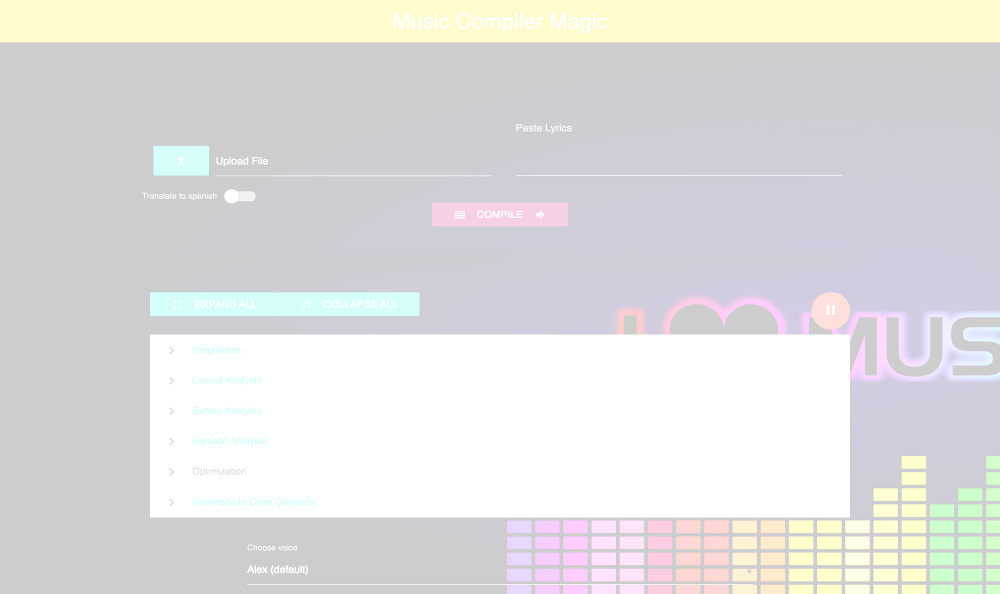 Music Compiler Magic
Paste Lyrics
Upload File
Translate to spanish
COMPILE
EXPAND ALL COLLAPSE ALL
I MUS
Preprocess
Lexical Analysis
Syntax Analysis
Sematic Analysis
Optimization
Intermediate Code Generate
Choose voice
Alex (default)